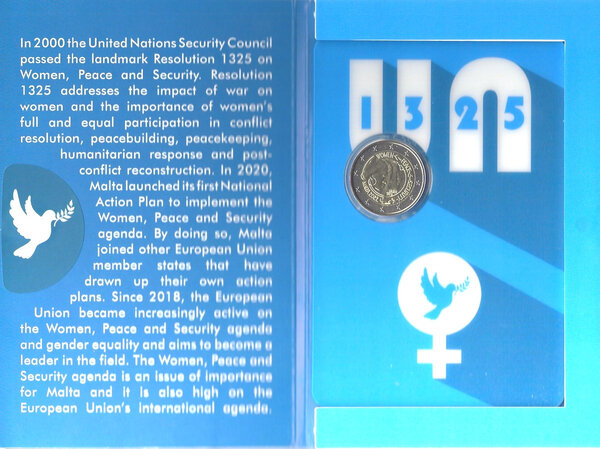 In 2000 the United Nations Security Council
passed the landmark Resolution 1325 on
Women, Peace and Security. Resolution
1325 addresses the impact of war on
women and the importance of women's
full and equal participation in conflict
resolution, peacebuilding, peacekeeping,
humanitarian response and post-
conflict reconstruction. In 2020,
Malta launched its first National
Action Plan to implement the
Women, Peace and Security
agenda. By doing so, Malta
joined other European Union
member states that have
drawn up their own action
plans. Since 2018, the European
Union became increasingly active on
the Women, Peace and Security agenda
and gender equality and aims to become a
leader in the field. The Women, Peace and
Security agenda is an issue of importance
for Malta and it is also high on the
European Union's international agenda.
UN
1325
WOMEN PEACE SECURITY